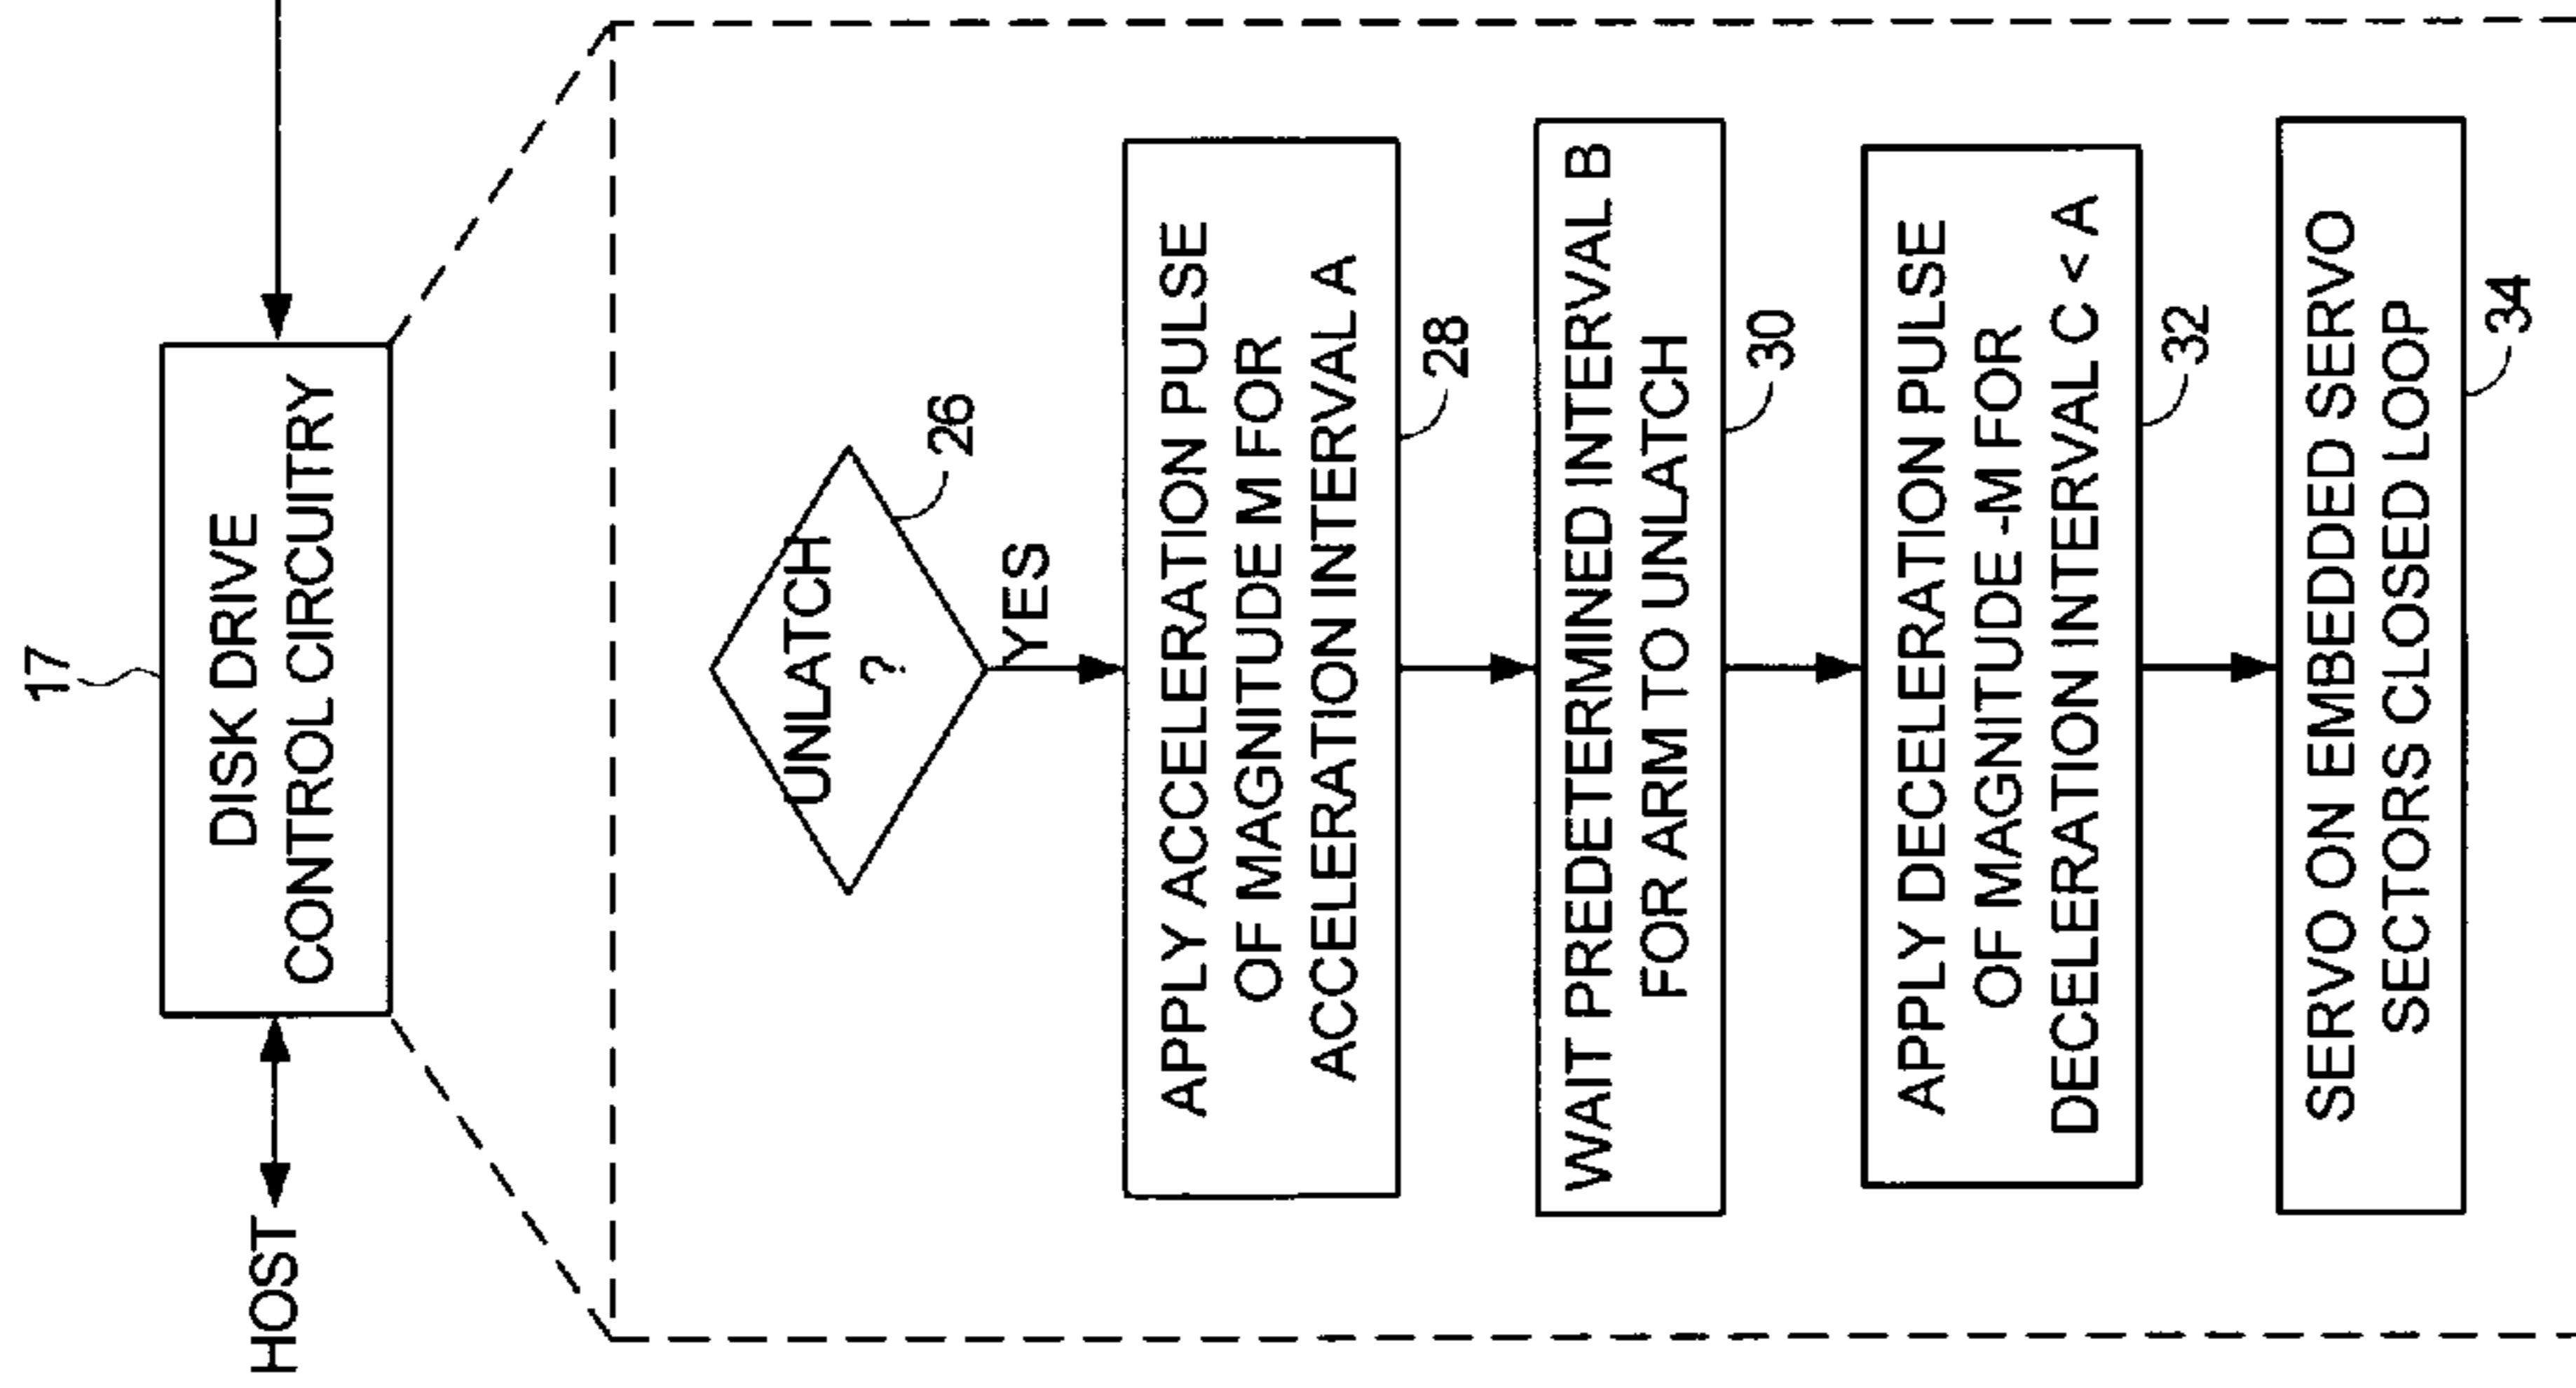 17
DISK DRIVE
CONTROL CIRCUITRY
HOST
UNLATCH
?
26
YES
APPLY ACCELERATION PULSE
OF MAGNITUDE M FOR
ACCELERATION INTERVAL A
28
WAIT PREDETERMINED INTERVAL B
FOR ARM TO UNLATCH
30
APPLY DECELERATION PULSE
OF MAGNITUDE -M FOR
DECELERATION INTERVAL C < A
32
SERVO ON EMBEDDED SERVO
SECTORS CLOSED LOOP
34